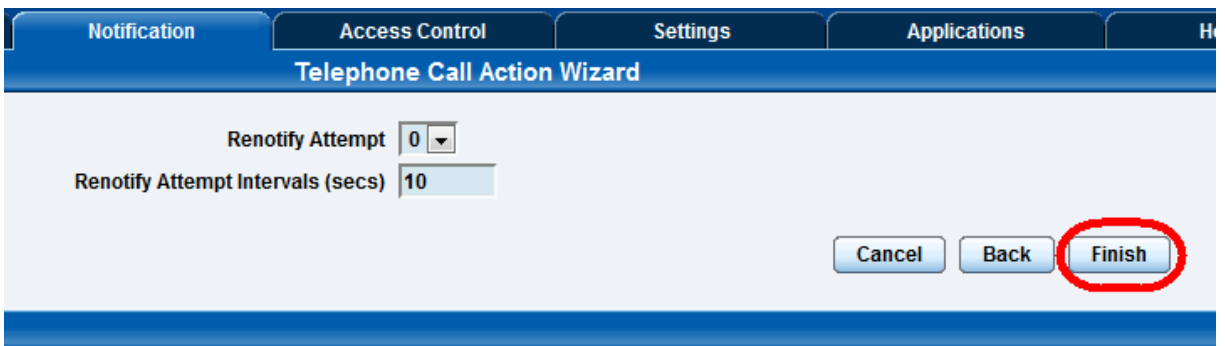 Notification Access Control Settings Applications
Telephone Call Action Wizard
Renotify Attempt 0
Renotify Attempt Intervals (secs) 10
Cancel Back Finish